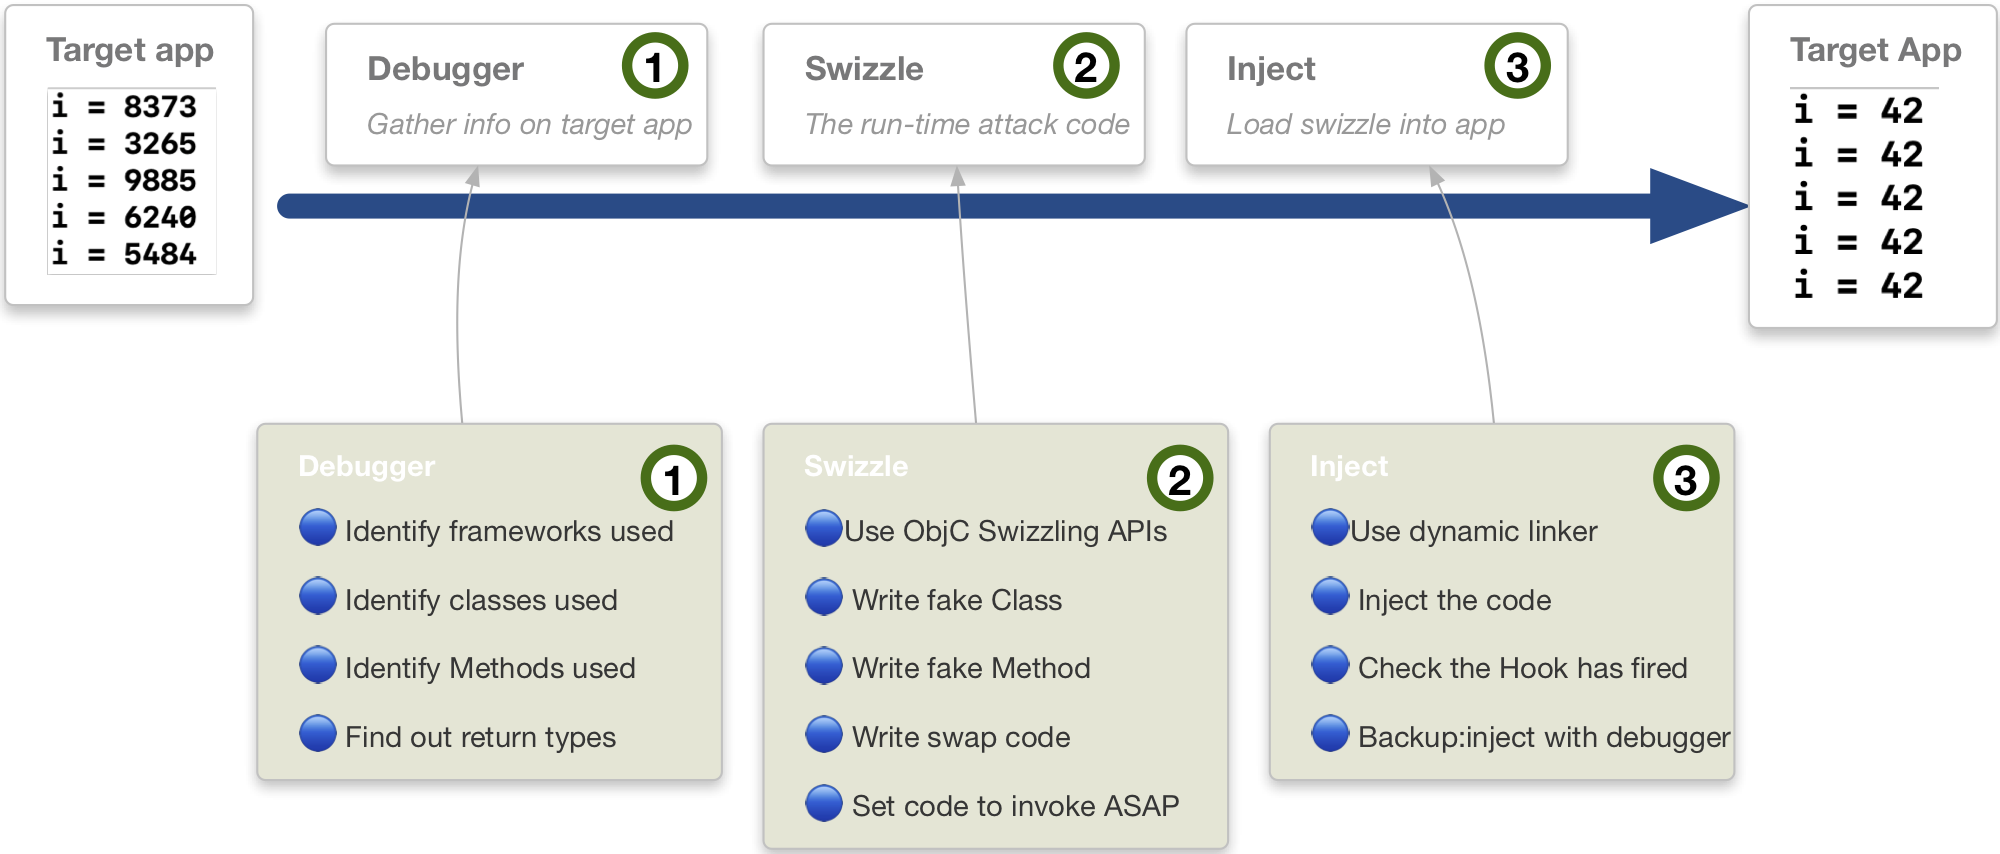 Target app
i = 8373
i = 3265
i = 9885
i = 6240
i = 5484
Debugger
1
Gather info on target app
Swizzle
2
The run-time attack code
Inject
3
Load swizzle into app
Target App
i = 42
i = 42
i = 42
i = 42
i = 42
Debugger
1
Identify frameworks used
Identify classes used
Identify Methods used
Find out return types
Swizzle
2
Use ObjC Swizzling APIs
Write fake Class
Write fake Method
Write swap code
Set code to invoke ASAP
Inject
3
Use dynamic linker
Inject the code
Check the Hook has fired
Backup:inject with debugger